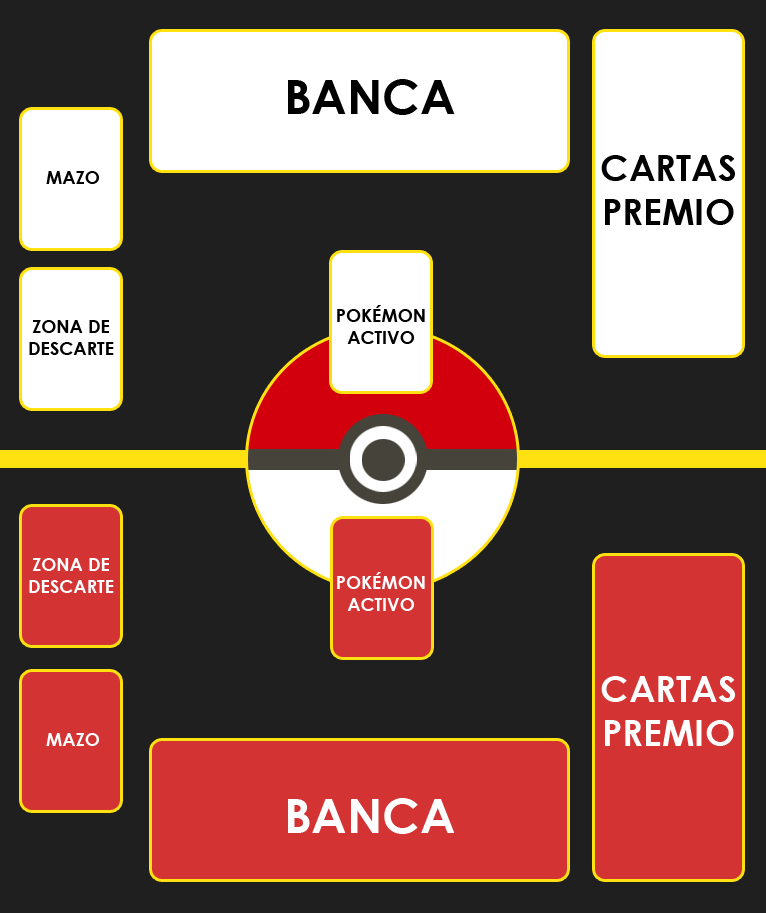 BANCA
CARTAS
PREMIO
MAZO
ZONA DE
DESCARTE
POKÉMON
ACTIVO
ZONA DE
DESCARTE
POKÉMON
ACTIVO
CARTAS
PREMIO
MAZO
BANCA